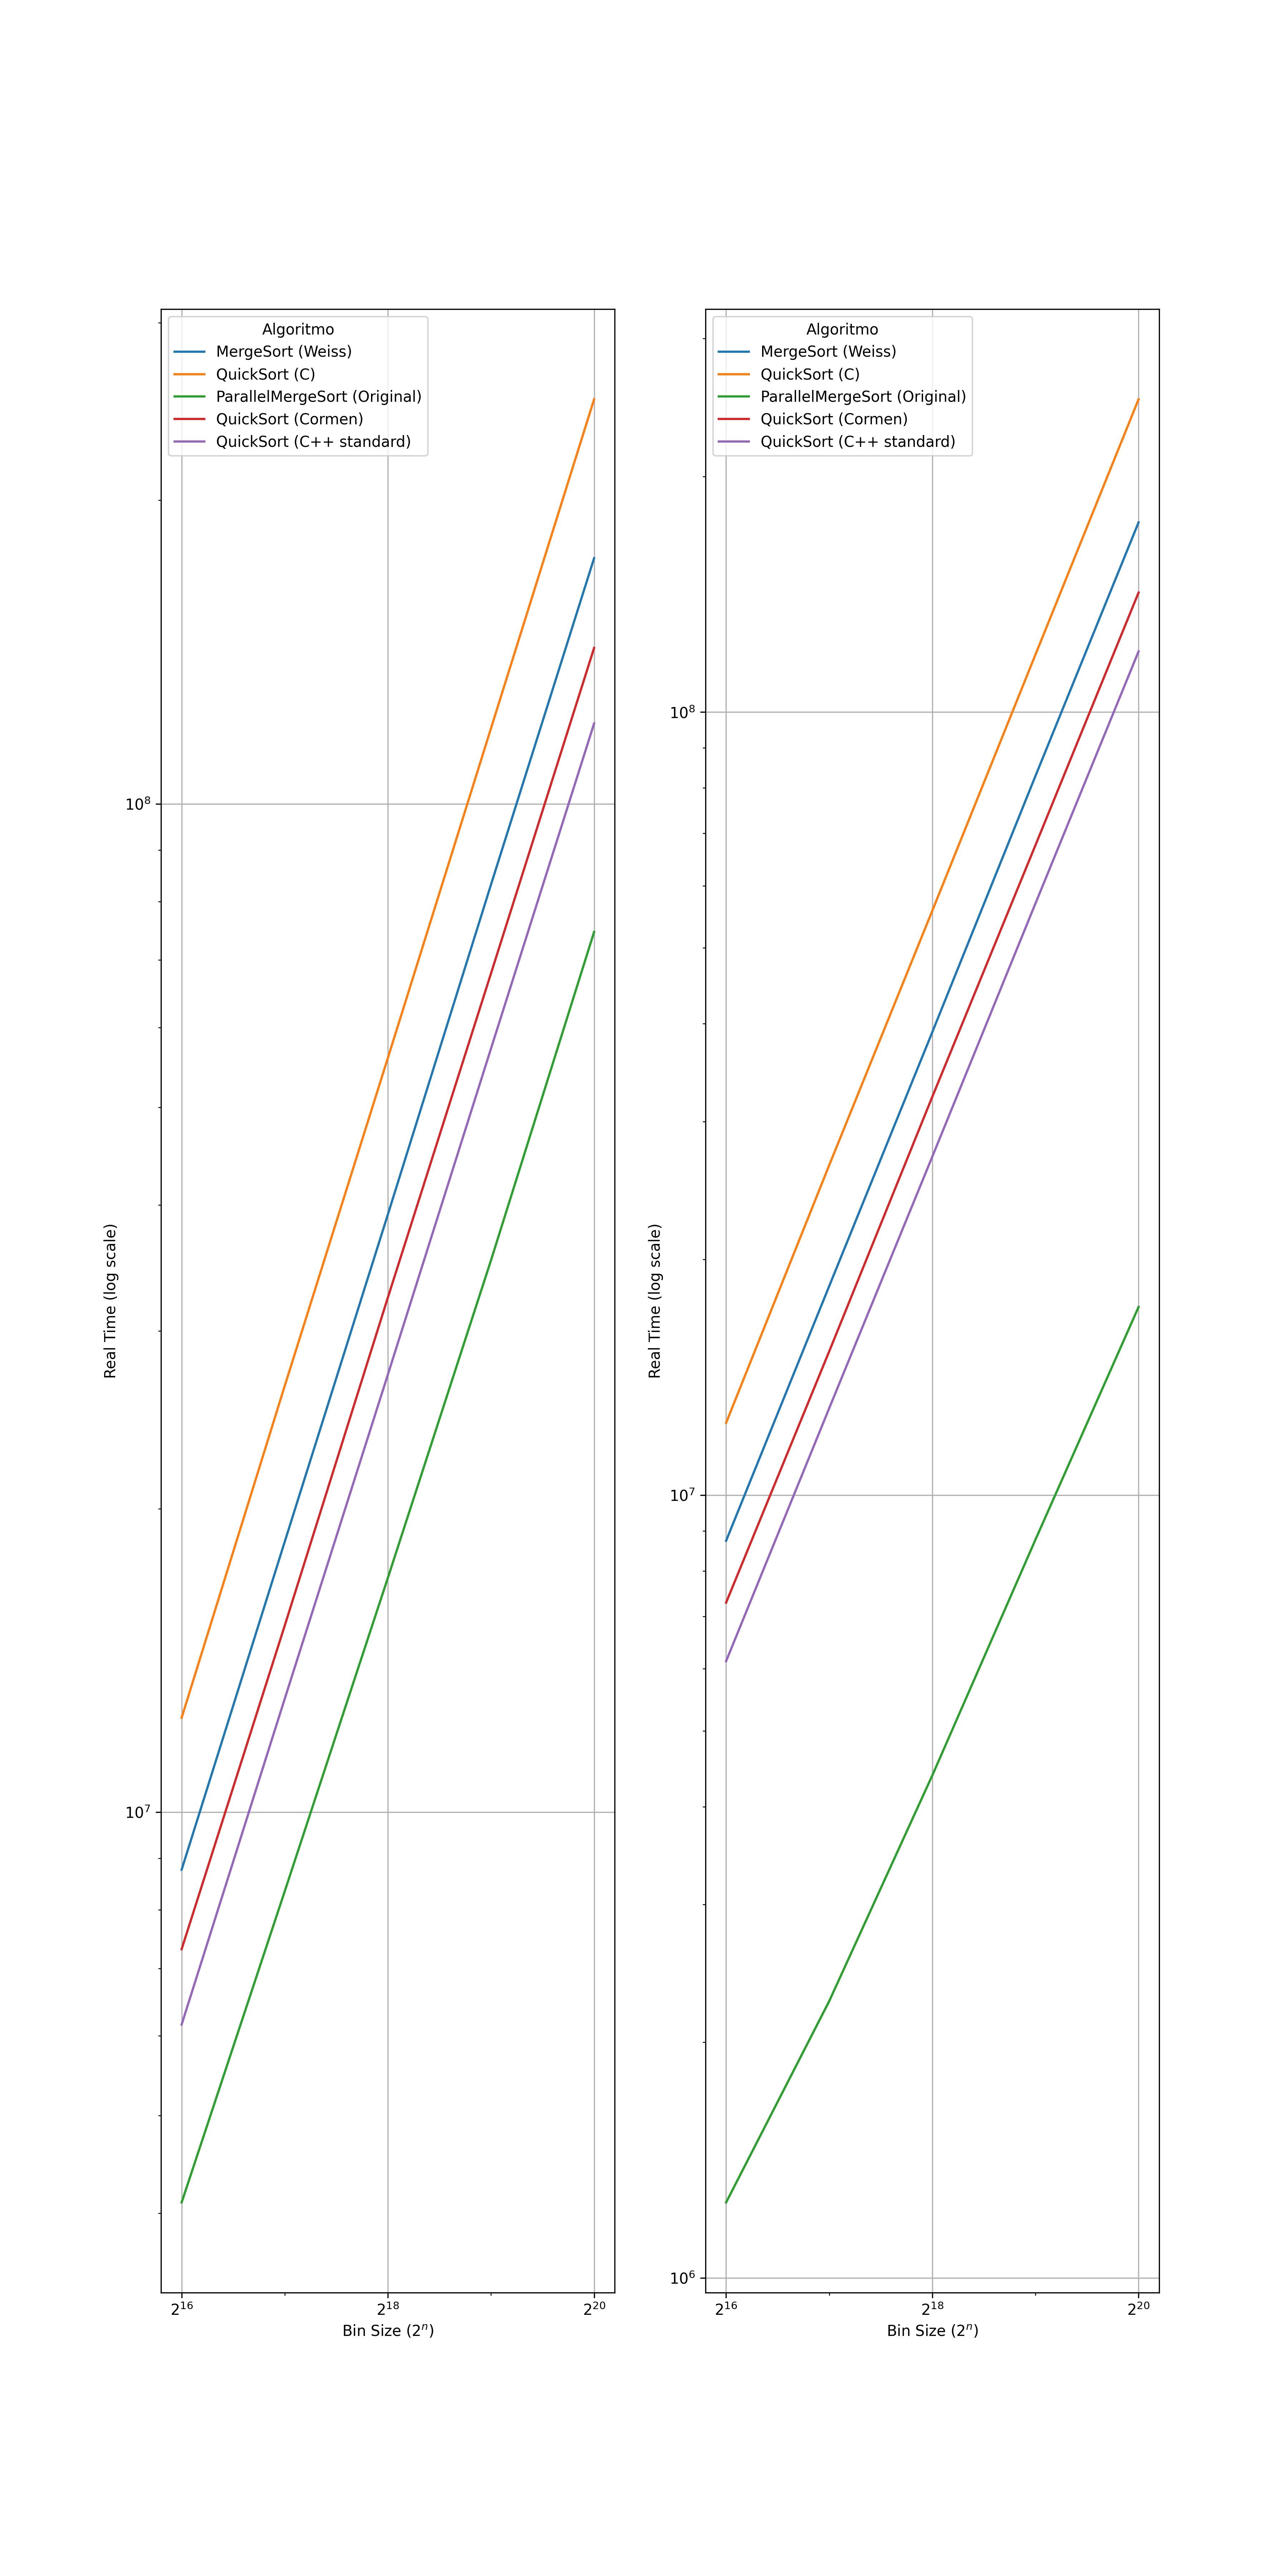 Algoritmo
MergeSort (Weiss)
QuickSort (C)
ParallelMergeSort (Original)
QuickSort (Cormen)
QuickSort (C++ standard)
10⁸
10⁷
Real Time (log scale)
2¹⁶ 2¹⁸ 2²⁰
Bin Size (2ⁿ)
Algoritmo
MergeSort (Weiss)
QuickSort (C)
ParallelMergeSort (Original)
QuickSort (Cormen)
QuickSort (C++ standard)
10⁸
10⁷
10⁶
Real Time (log scale)
2¹⁶ 2¹⁸ 2²⁰
Bin Size (2ⁿ)